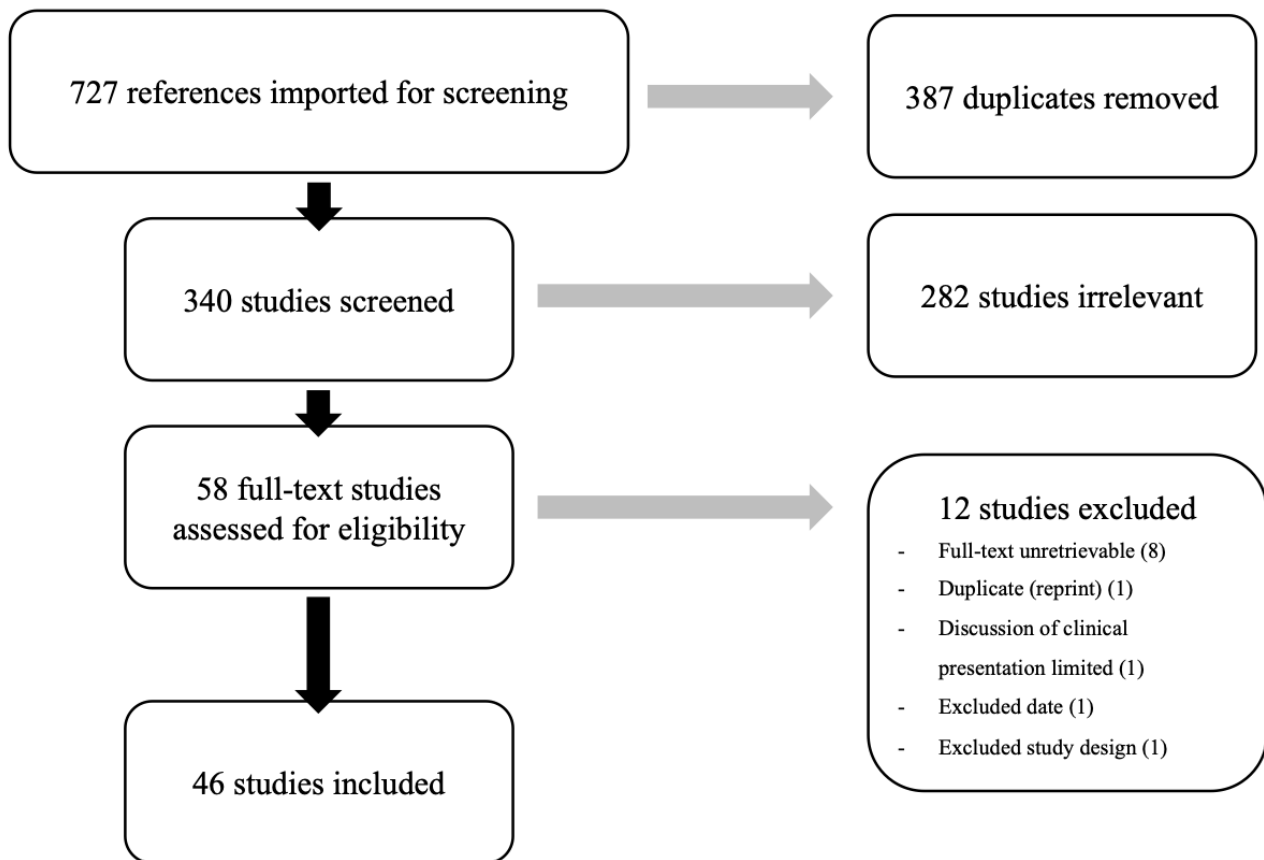 727 references imported for screening
387 duplicates removed
340 studies screened
282 studies irrelevant
58 full-text studies
assessed for eligibility
12 studies excluded
- Full-text unretrievable (8)
- Duplicate (reprint) (1)
- Discussion of clinical
presentation limited (1)
- Excluded date (1)
- Excluded study design (1)
46 studies included